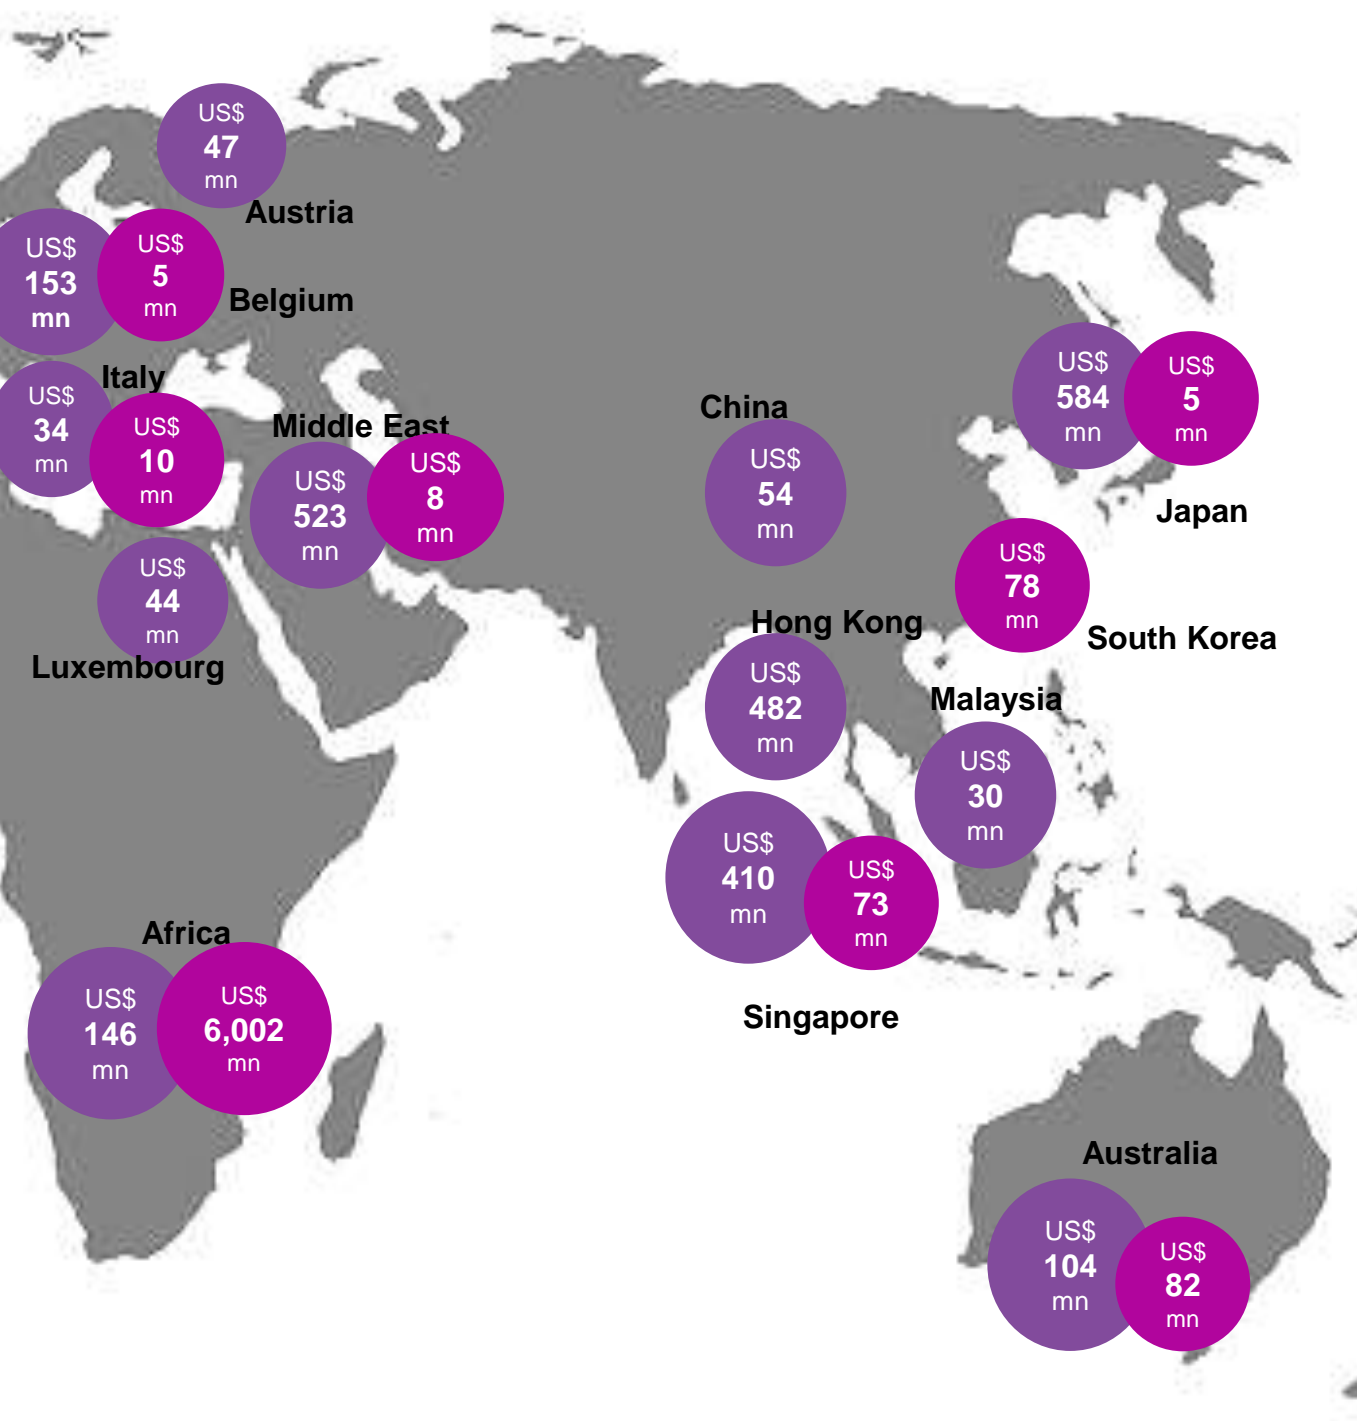 US$
47
mn
Austria
US$
153
mn
US$
5
mn
Belgium
Italy
US$
34
mn
US$
10
mn
Middle East
US$
523
mn
US$
8
mn
US$
44
mn
Luxembourg
China
US$
54
mn
US$
584
mn
US$
5
mn
Japan
US$
78
mn
South Korea
Hong Kong
US$
482
mn
Malaysia
US$
30
mn
US$
410
mn
US$
73
mn
Singapore
Africa
US$
146
mn
US$
6,002
mn
Australia
US$
104
mn
US$
82
mn